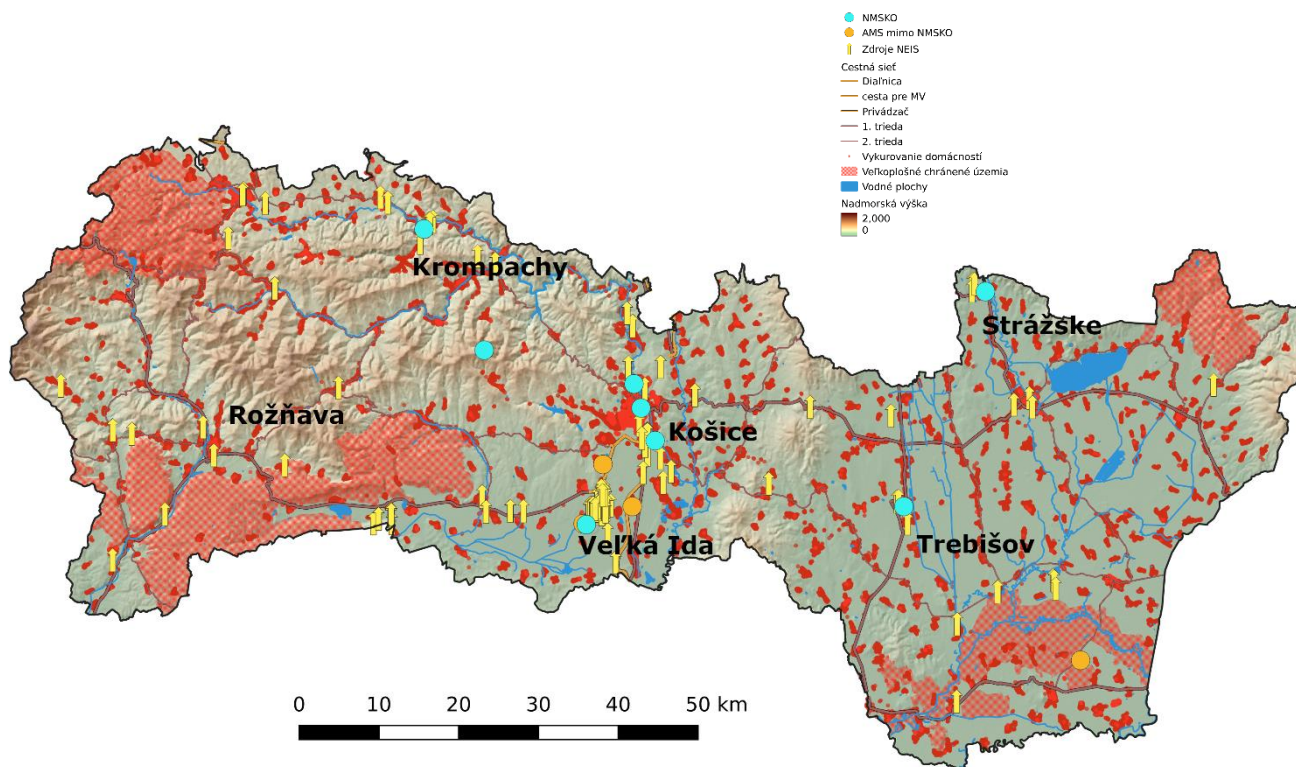 NMSKO
AMS mimo NMSKO
Zdroje NEIS
Cestná sieť
Diaľnica
cesta pre MV
Privádzač
1. trieda
2. trieda
Vykurovanie domácností
Veľkoplošné chránené územia
Vodné plochy
Nadmorská výška
2,000
0
Krompachy
Strážske
Rožňava
Košice
Veľká Ida
Trebišov
0 10 20 30 40 50 km